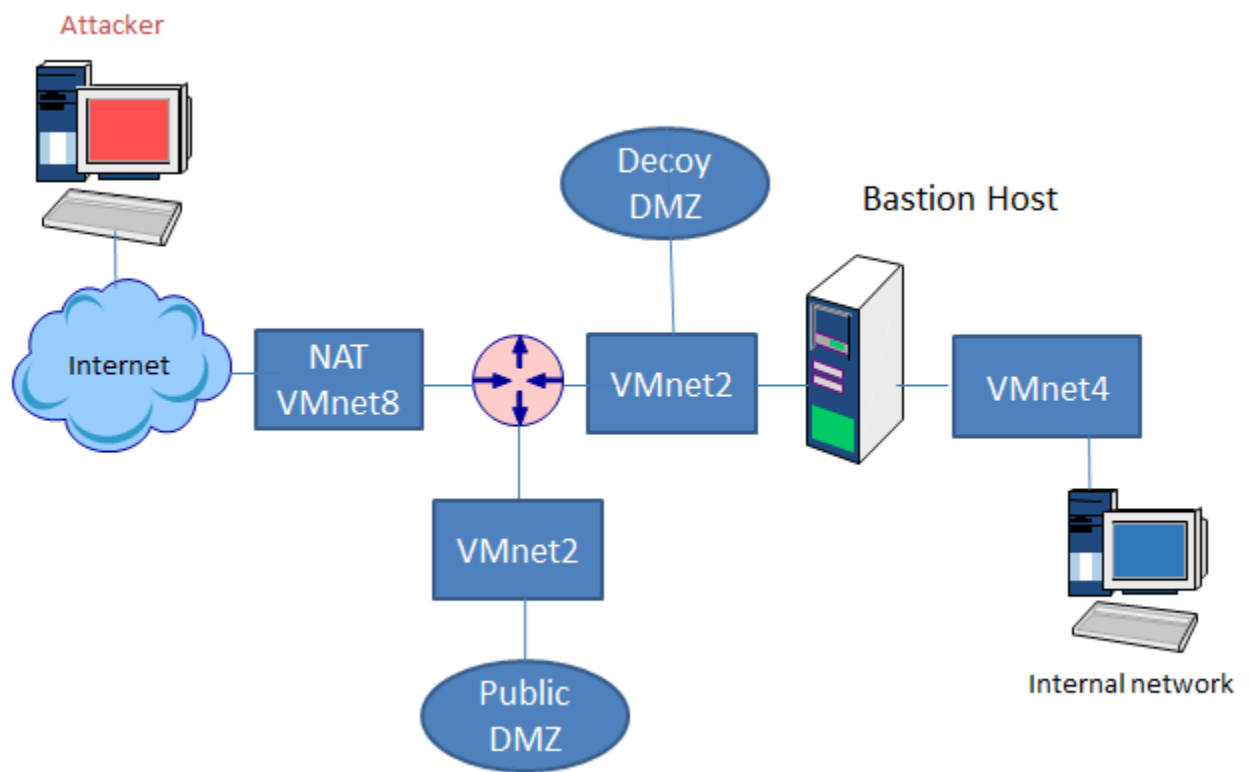 Attacker
Decoy
DMZ
Bastion Host
Internet
NAT
VMnet8
VMnet2
VMnet4
VMnet2
Public
DMZ
Internal network